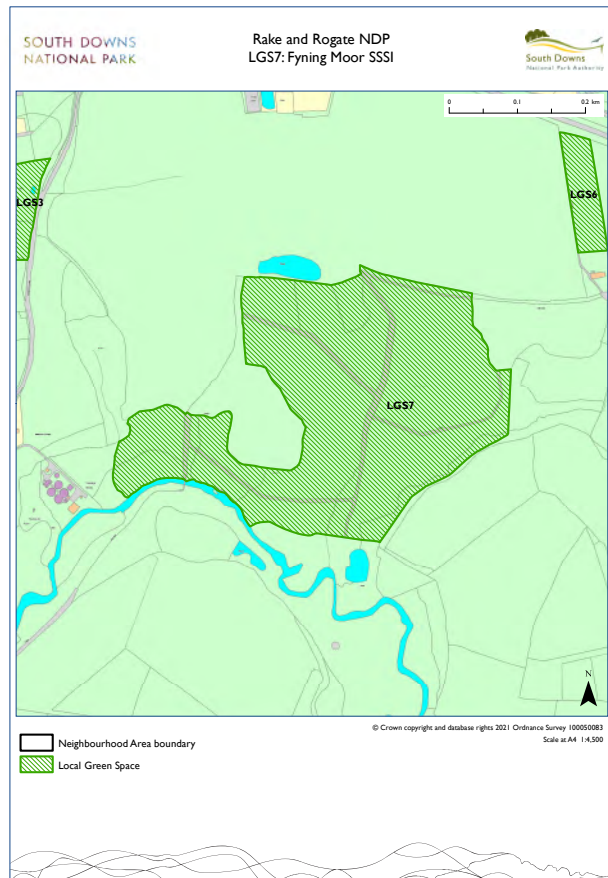 SOUTH DOWNS
NATIONAL PARK
Rake and Rogate NDP
LGS7: Fyning Moor SSSI
South Downs
National Park Authority
0 0.1 0.2 km
LGS3
LGS6
LGS7
N
© Crown copyright and database rights 2021 Ordnance Survey 100050083
Scale at A4 1:4,500
Neighbourhood Area boundary
Local Green Space